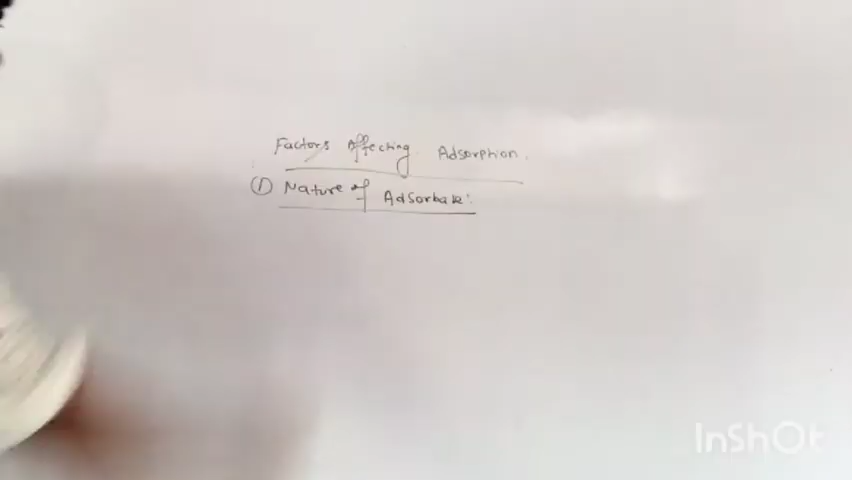 Factors Affecting Adsorption.
① Nature of Adsorbate:
InShOt